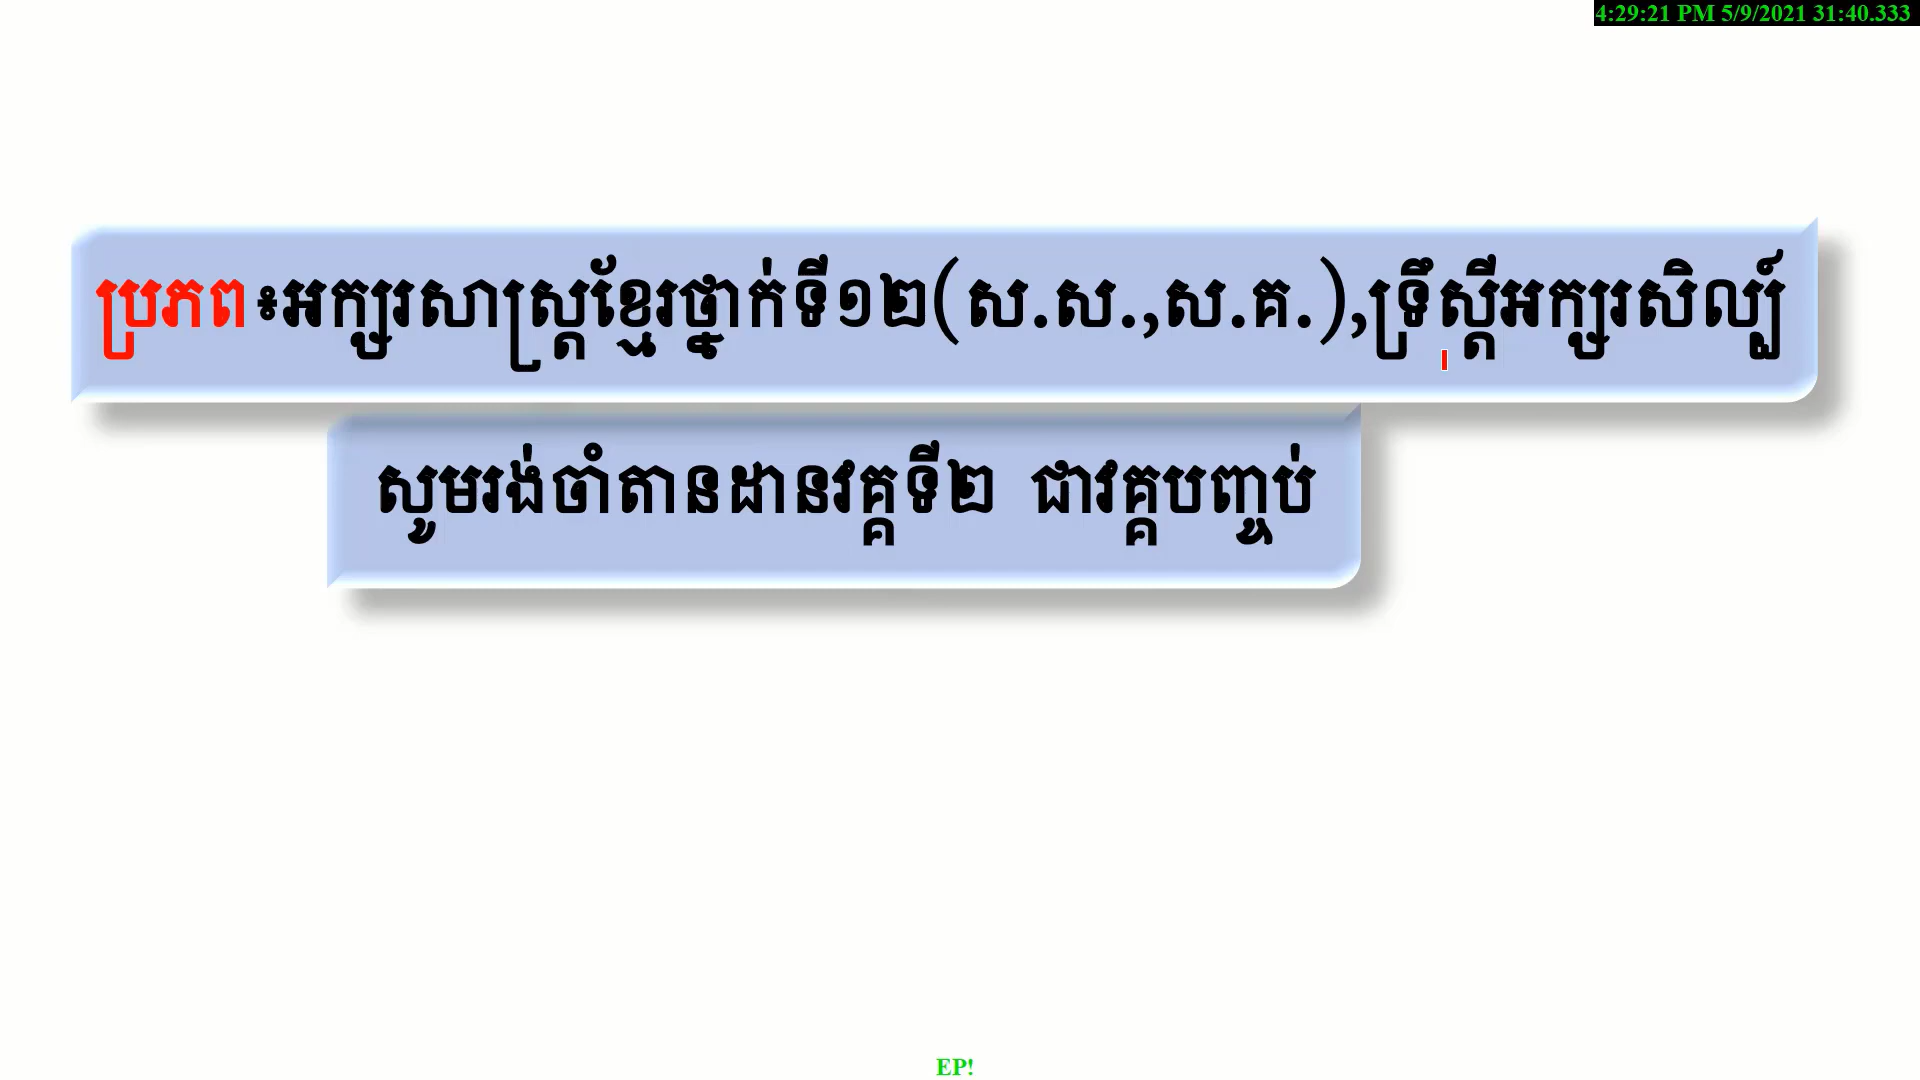 4:29:21 PM 5/9/2021 31:40.333
ប្រភព៖អក្សរសាស្ត្រខ្មែរថ្នាក់ទី១២(ស.ស.,ស.គ.),ទ្រឹស្តីអក្សរសិល្ប៍
សូមរង់ចាំតានដានវគ្គទី២ ជាវគ្គបញ្ចប់
EP!